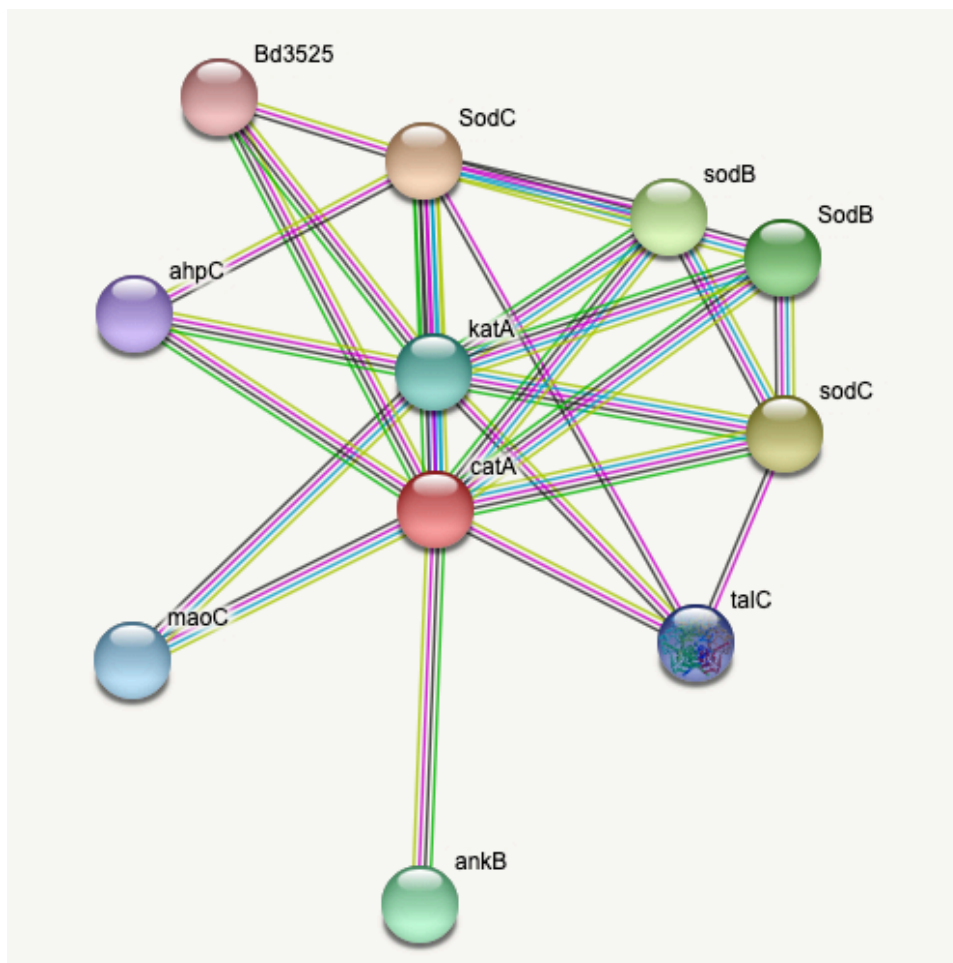 Bd3525
SodC
sodB
SodB
ahpC
katA
sodC
catA
talC
maoC
ankB